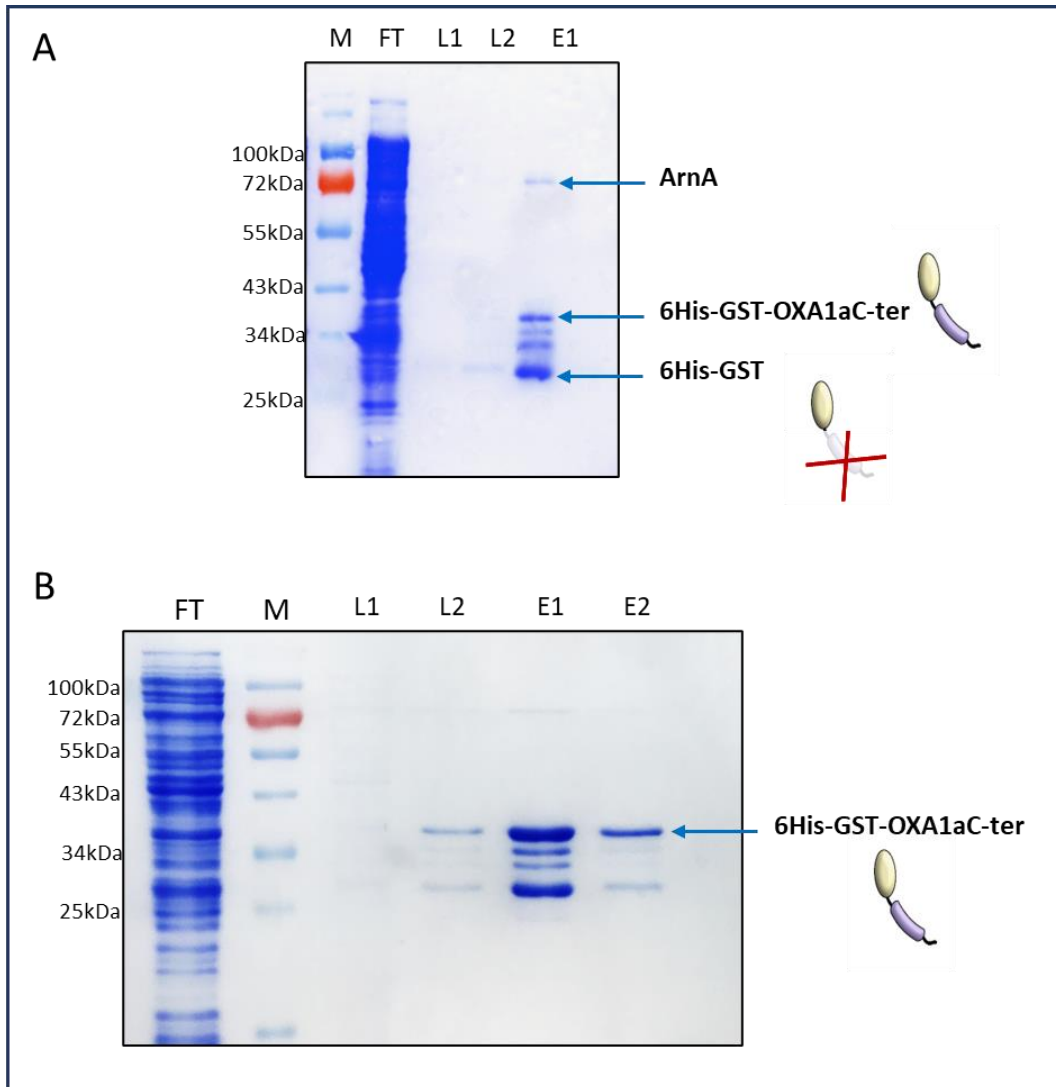 A
M FT L1 L2 E1
100kDa
72kDa
55kDa
43kDa
34kDa
25kDa
ArnA
6His-GST-OXA1aC-ter
6His-GST
B
FT M L1 L2 E1 E2
100kDa
72kDa
55kDa
43kDa
34kDa
25kDa
6His-GST-OXA1aC-ter